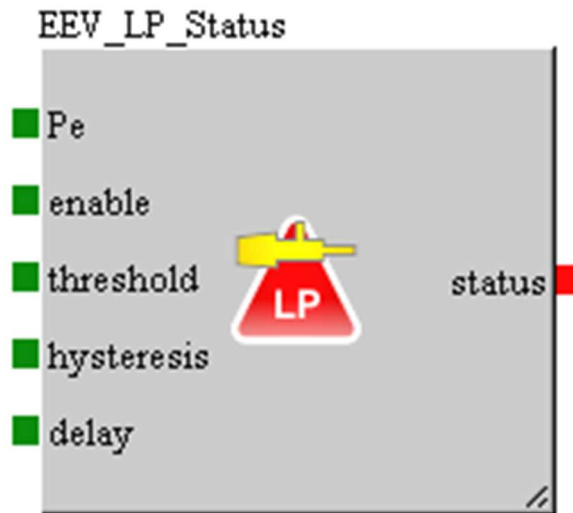 EEV_LP_Status
Pe
enable
threshold
LP
status
hysteresis
delay